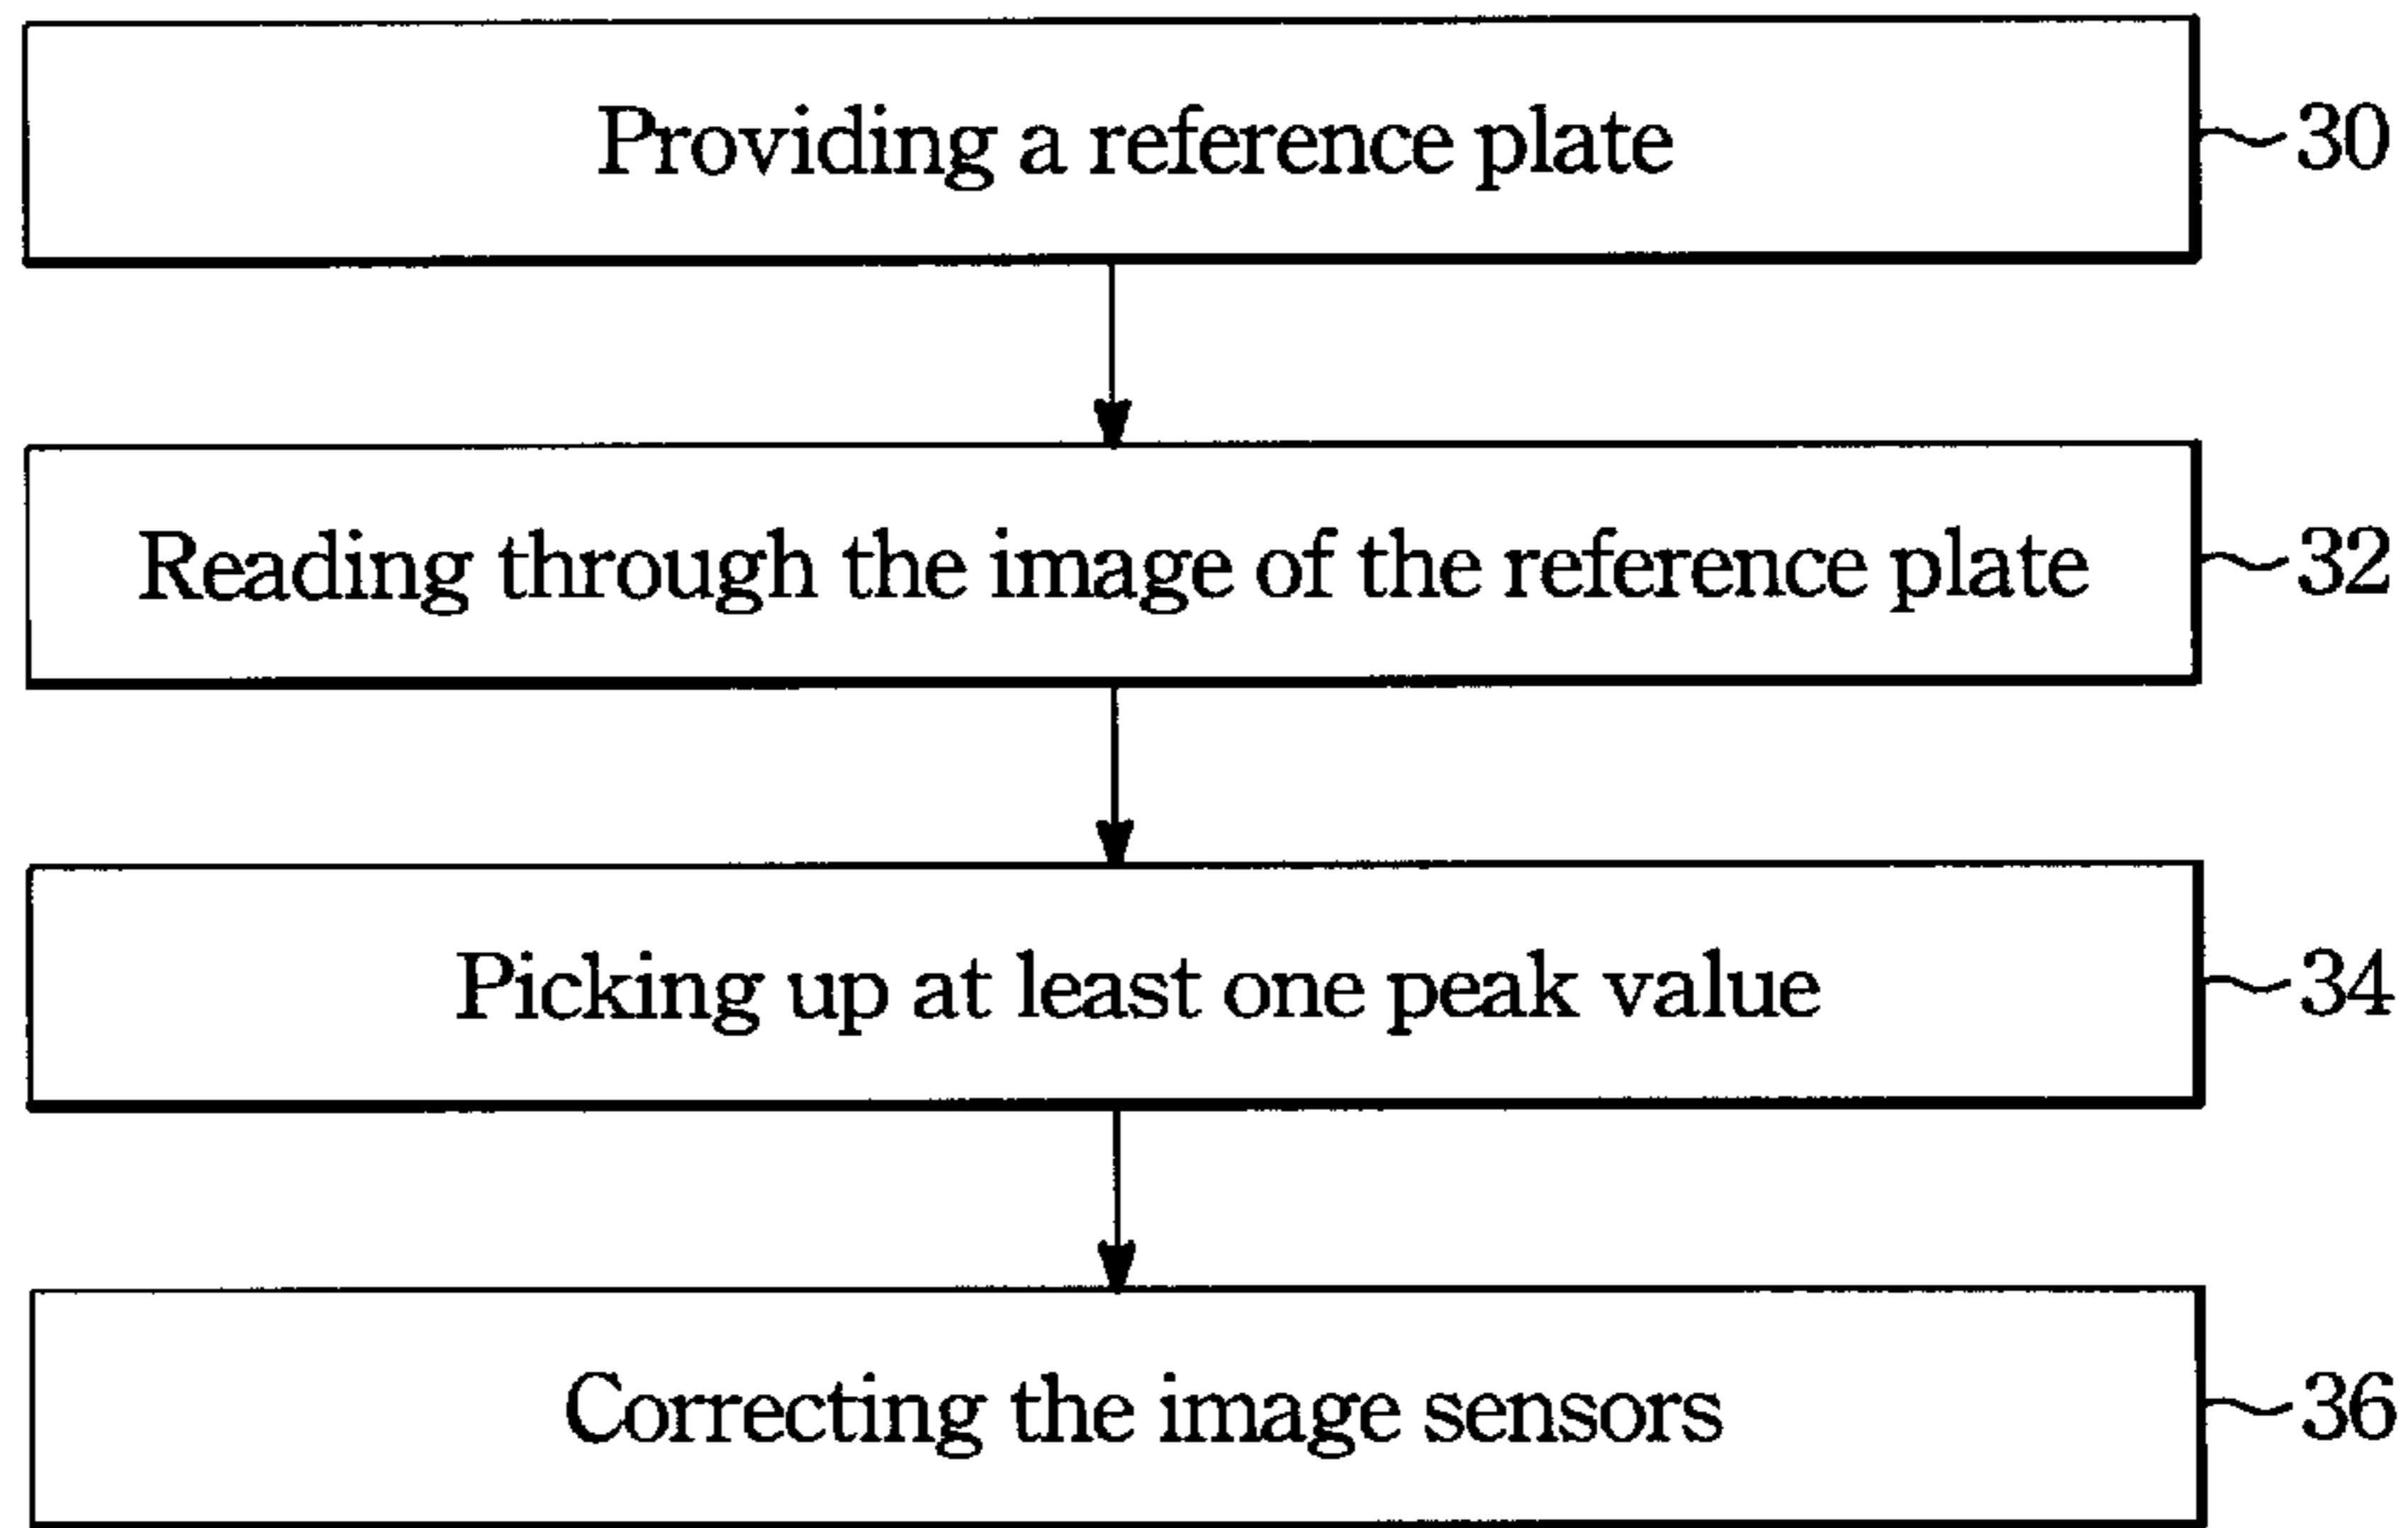 Providing a reference plate
30
Reading through the image of the reference plate
32
Picking up at least one peak value
34
Correcting the image sensors
36